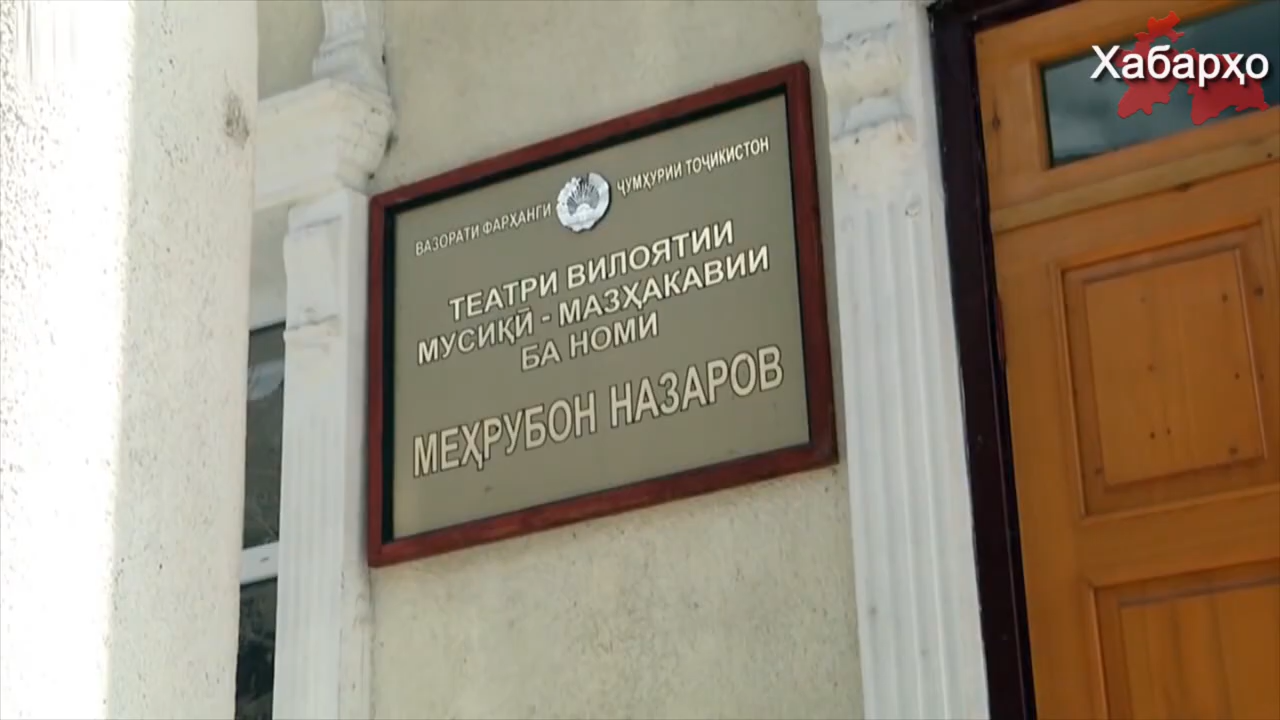 Хабарҳо
ВАЗОРАТИ ФАРҲАНГИ ҶУМҲУРИИ ТОҶИКИСТОН
ТЕАТРИ ВИЛОЯТИИ
МУСИҚӢ - МАЗҲАКАВИИ
БА НОМИ
МЕҲРУБОН НАЗАРОВ